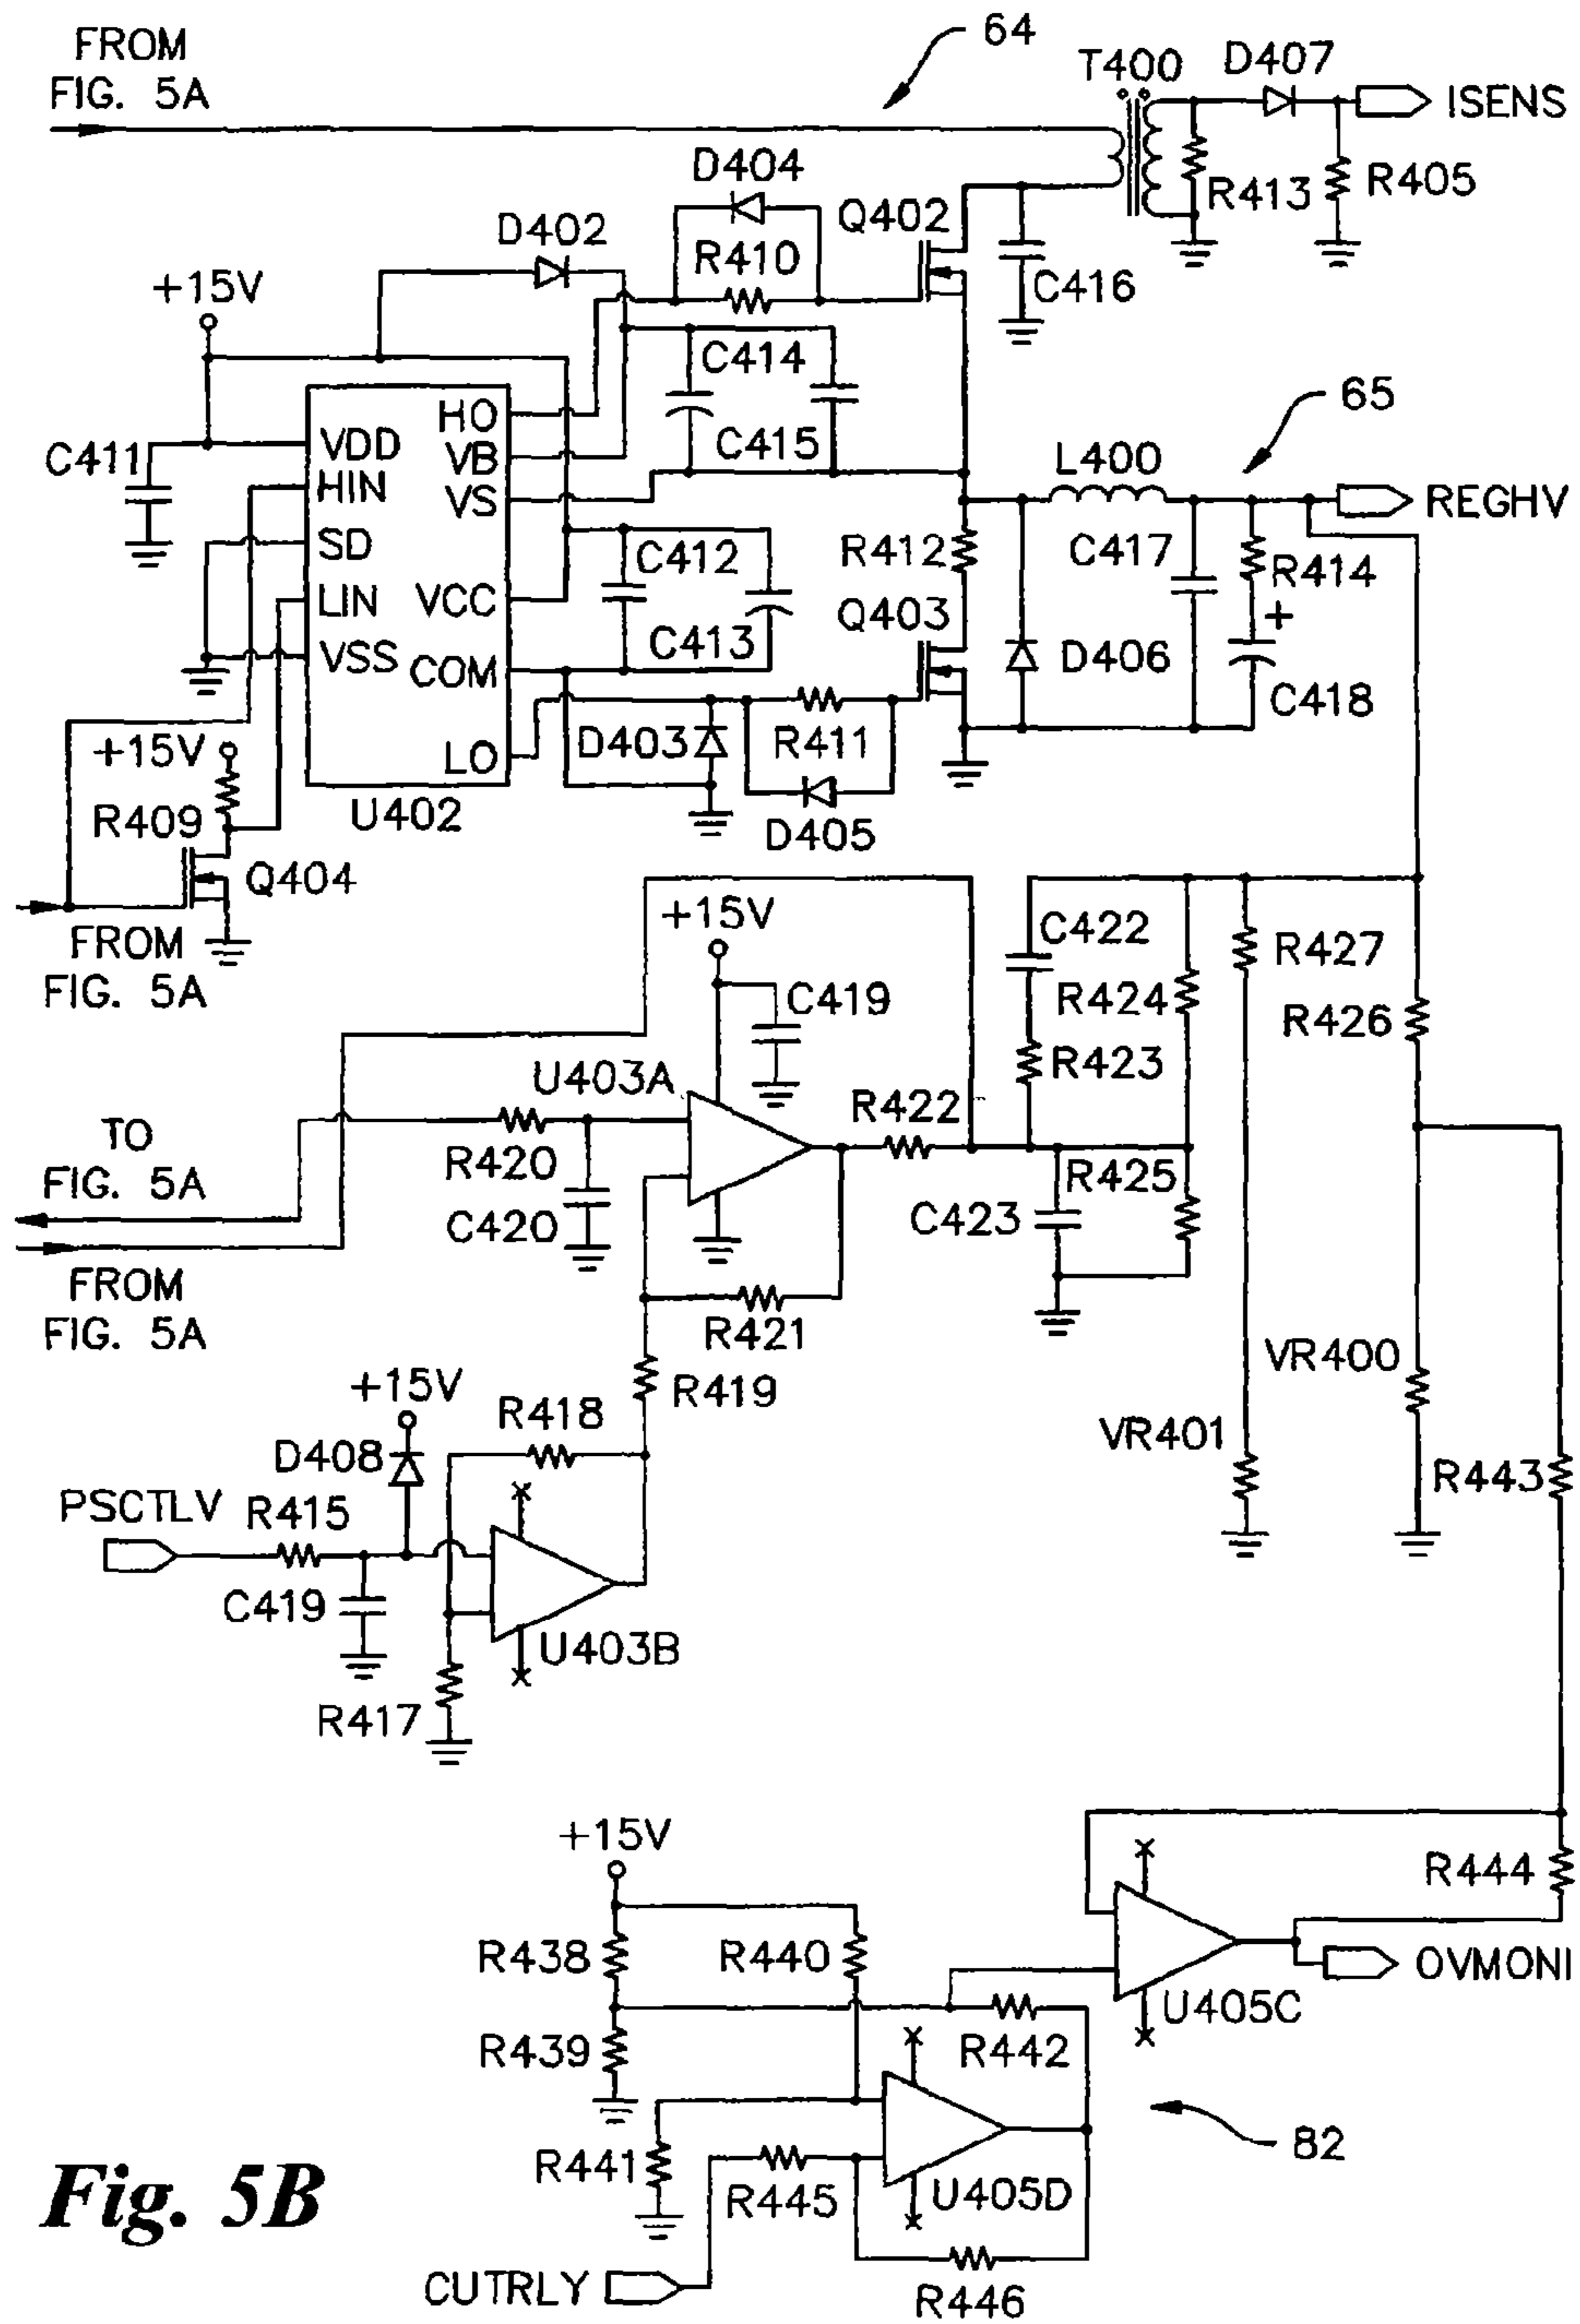 FROM
FIG. 5A
64
T400
D407
ISENS
R413
R405
D404
Q402
D402
R410
+15V
C416
C414
C415
65
HO
VDD
VB
C411
HIN
VS
L400
REGHV
SD
C412
R412
C417
R414
LIN
VCC
Q403
+
VSS
COM
C413
D406
C418
+15V
LO
D403
R411
R409
U402
D405
Q404
FROM
FIG. 5A
+15V
C422
R427
C419
R424
R426
U403A
R423
TO
FIG. 5A
R420
R422
R425
C420
C423
FROM
FIG. 5A
R421
VR400
+15V
R419
R418
VR401
D408
R443
PSCTLV
R415
C419
U403B
R417
+15V
R444
R438
R440
OVMONI
U405C
R439
R442
82
R441
R445
U405D
CUTRLY
R446
Fig. 5B